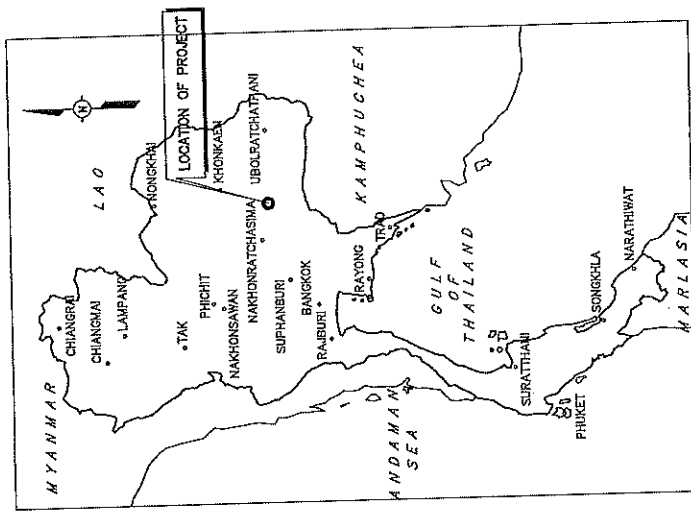 MYANMAR
CHIANGRAI
CHIANGMAI
LAMPANG
LAO
N
NONGKHAI
LOCATION OF PROJECT
TAK
PHICHIT
KHONKAEN
NAKHONSAWAN
NAKHONRATCHASIMA
UBOLRATCHATHANI
SUPHANBURI
BANGKOK
RAJBURI
KAMPHUCHEA
RAYONG
TRAD
GULF
OF
THAILAND
ANDAMAN
SEA
SURATTHANI
PHUKET
SONGKHLA
NARATHIWAT
MARLASIA